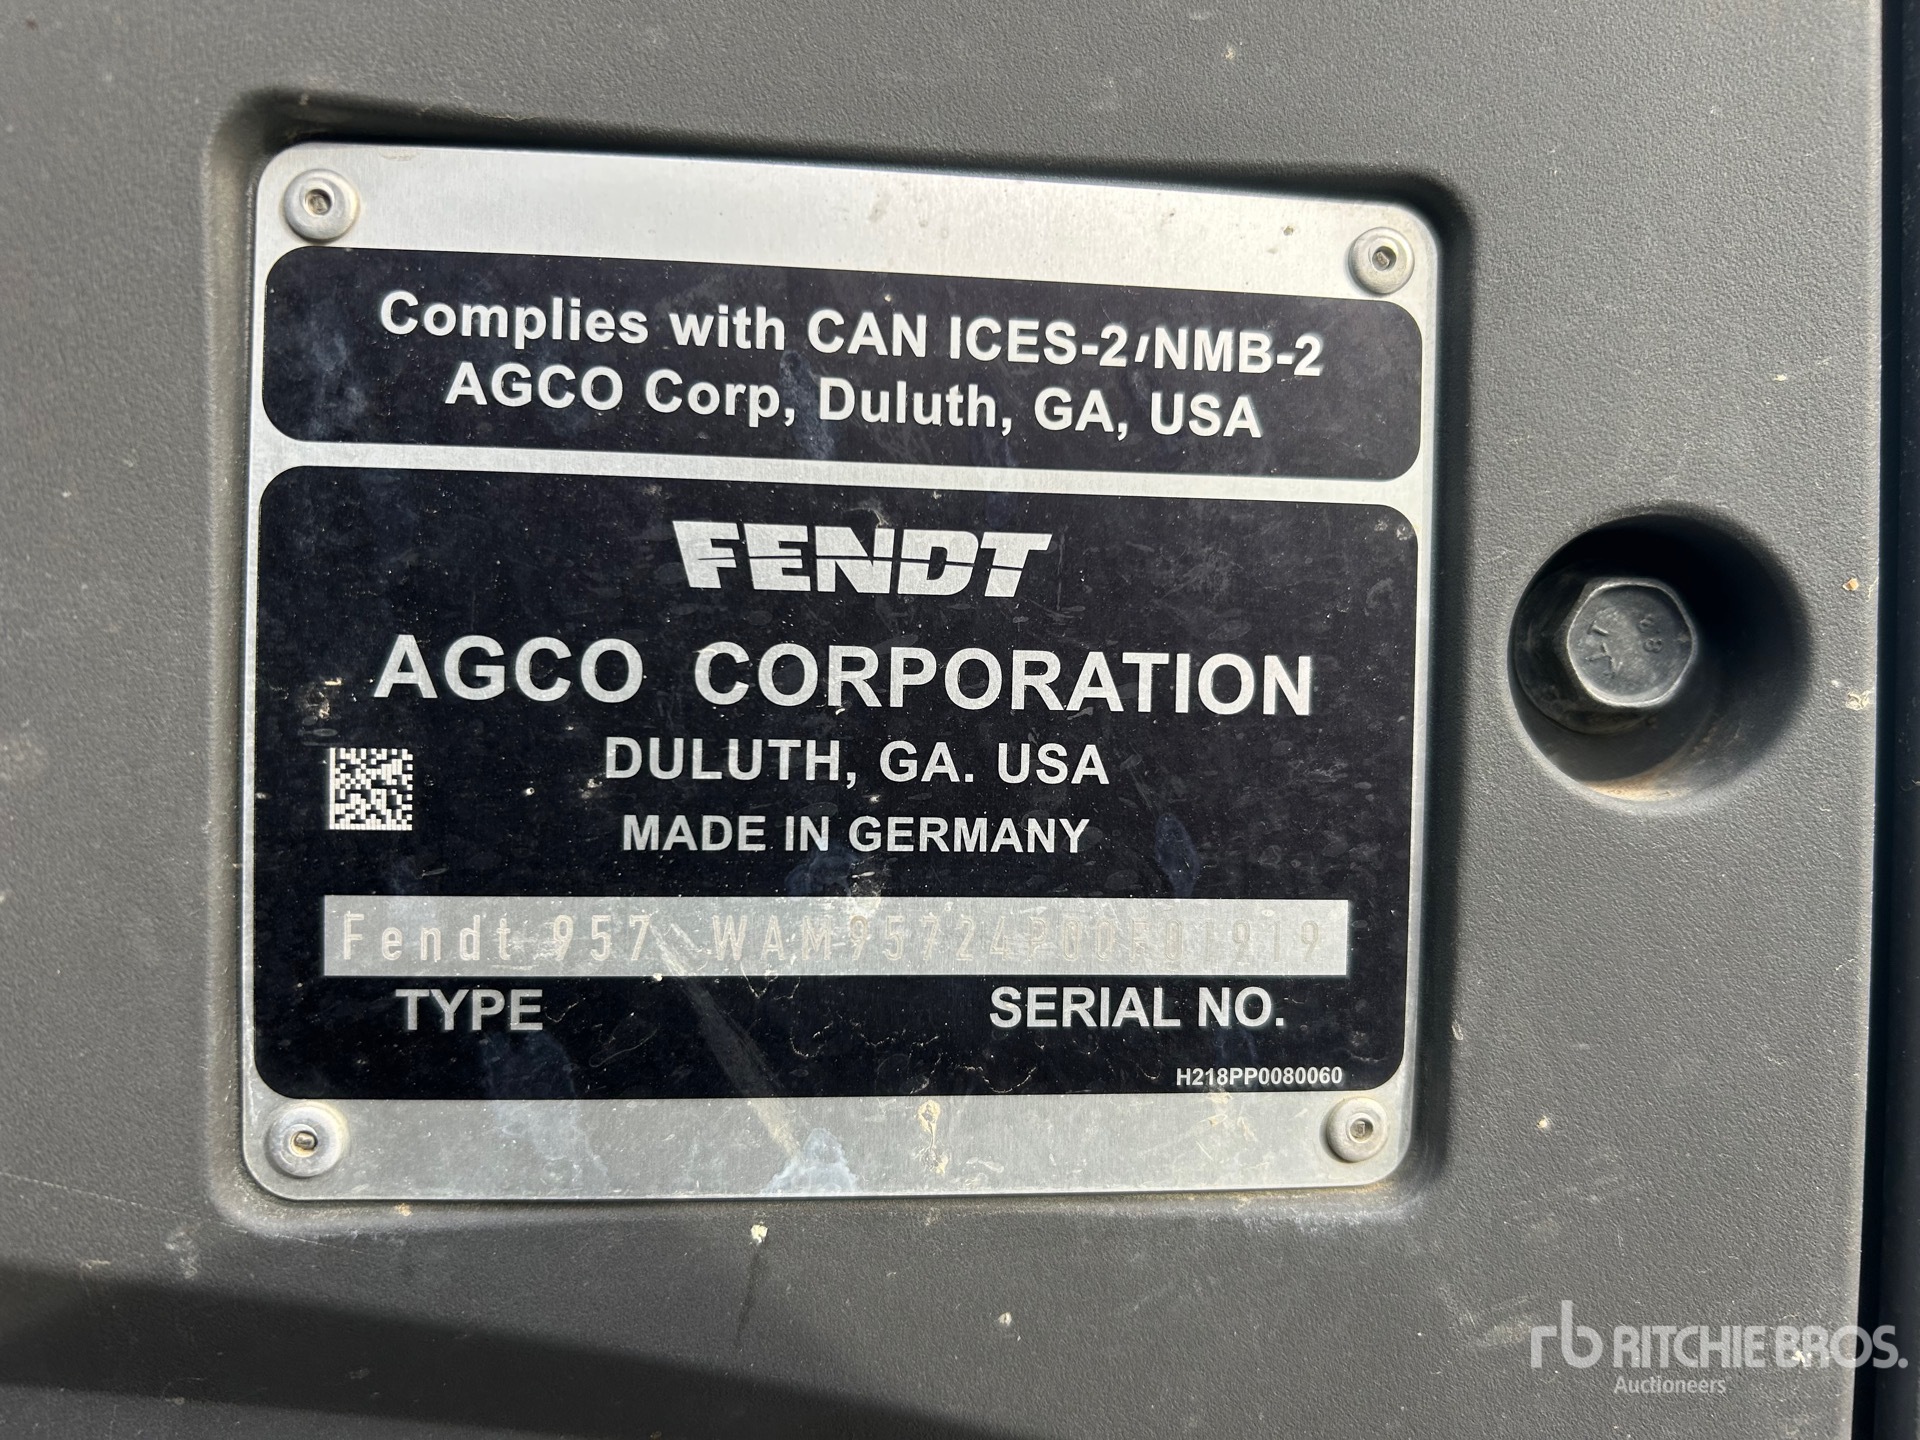 Complies with CAN ICES-2/NMB-2
AGCO Corp, Duluth, GA, USA
FENDT
AGCO CORPORATION
DULUTH, GA. USA
MADE IN GERMANY
Fendt 957
TYPE SERIAL NO.
H218PP0080060
rb RITCHIE BROS.
Auctioneers